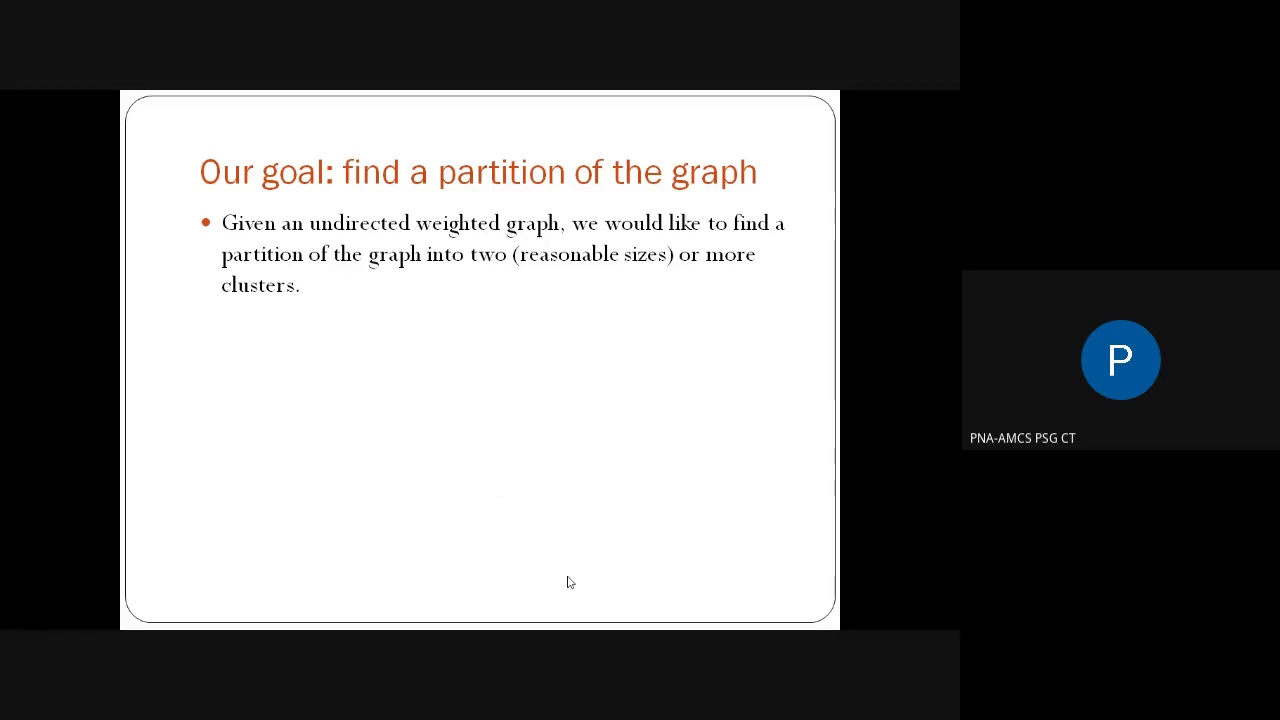 Our goal: find a partition of the graph
• Given an undirected weighted graph, we would like to find a
partition of the graph into two (reasonable sizes) or more
clusters.
P
PNA-AMCS PSG CT